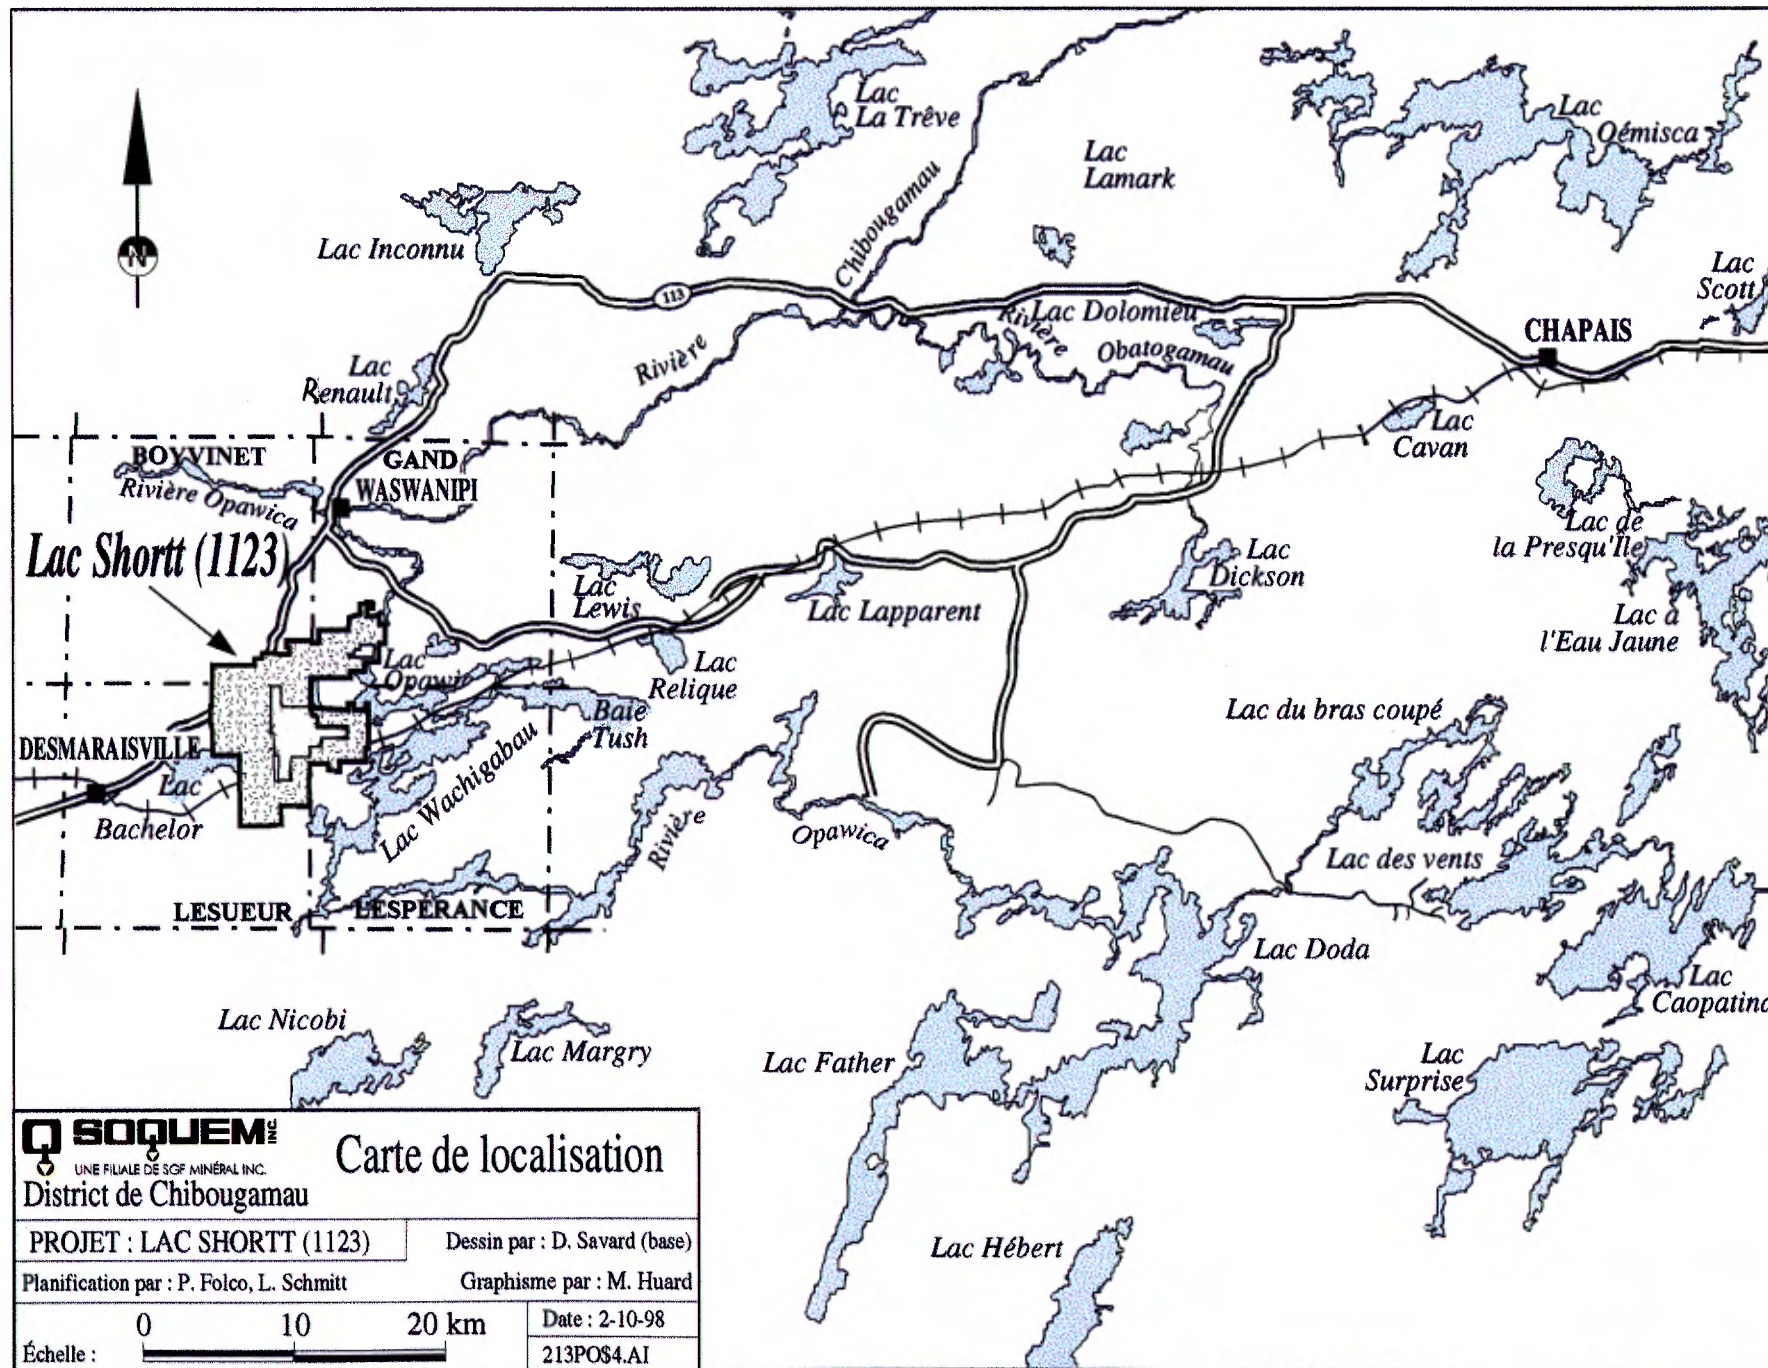 Lac
La Trêve
Lac
Lamark
Lac
Qémisca
Chibougamau
Lac Inconnu
N
113
Lac
Scott
Lac Dolomieu
Rivière
Obatogamau
CHAPAIS
Rivière
Lac
Renault
Lac
Cavan
BOYVINET
GAND
Rivière Opawica
WASWANIPI
Lac Shortt (1123)
Lac de
la Presqu'Île
Lac
Dickson
Lac
Lewis
Lac Lapparent
Lac à
l'Eau Jaune
Lac
Relique
Lac
Baie
Tush
Lac du bras coupé
DESMARAISVILLE
Lac
Bachelor
Lac Wachigabau
Rivière
Opawica
Lac des vents
LESUEUR
LESPÉRANCE
Lac Doda
Lac
Caopatina
Lac Nicobi
Lac Margry
Lac Father
Lac
Surprise
Lac Hébert
SOQUEM INC.
UNE FILIALE DE SGF MINÉRAL INC.
District de Chibougamau
Carte de localisation
PROJET : LAC SHORTT (1123)
Dessin par : D. Savard (base)
Planification par : P. Folco, L. Schmitt
Graphisme par : M. Huard
0 10 20 km
Échelle :
Date : 2-10-98
213PO$4.AI